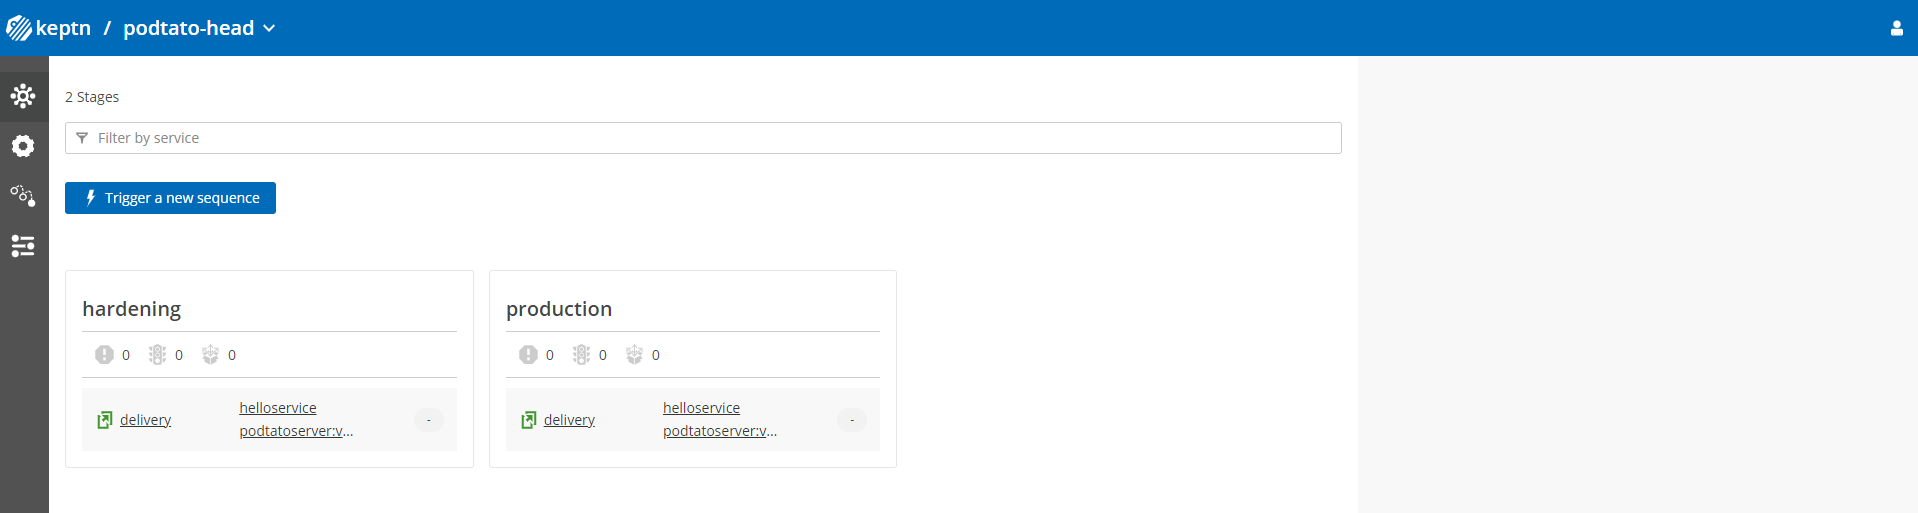 keptn / podtato-head
2 Stages
Filter by service
Trigger a new sequence
hardening
0 0 0
delivery
helloservice
podtatoserver:v...
-
production
0 0 0
delivery
helloservice
podtatoserver:v...
-